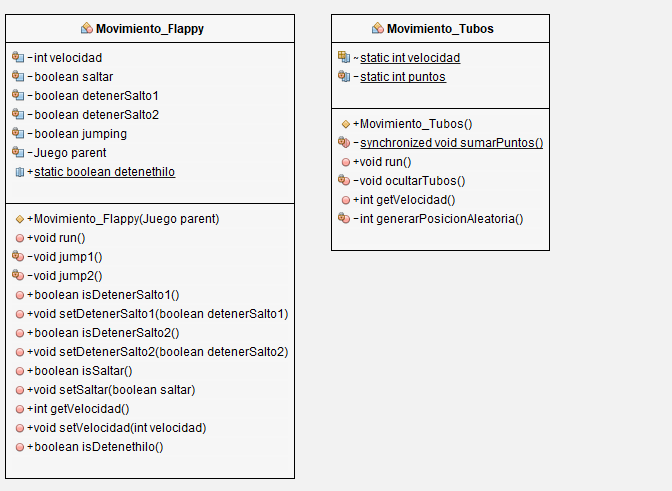 Movimiento_Flappy
-int velocidad
-boolean saltar
-boolean detenerSalto1
-boolean detenerSalto2
-boolean jumping
-Juego parent
+static boolean detenethilo
+Movimiento_Flappy(Juego parent)
+void run()
-void jump1()
-void jump2()
+boolean isDetenerSalto1()
+void setDetenerSalto1(boolean detenerSalto1)
+boolean isDetenerSalto2()
+void setDetenerSalto2(boolean detenerSalto2)
+boolean isSaltar()
+void setSaltar(boolean saltar)
+int getVelocidad()
+void setVelocidad(int velocidad)
+boolean isDetenethilo()
Movimiento_Tubos
~static int velocidad
-static int puntos
+Movimiento_Tubos()
-synchronized void sumarPuntos()
+void run()
-void ocultarTubos()
+int getVelocidad()
-int generarPosicionAleatoria()